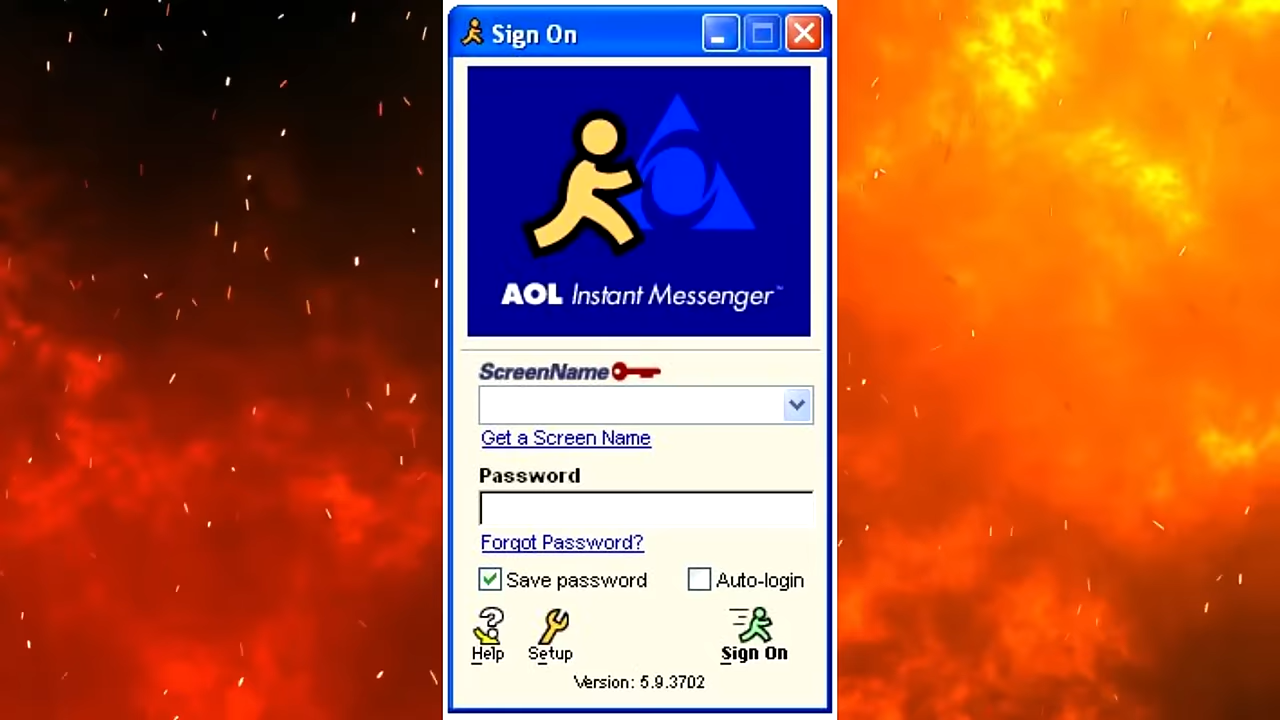 Sign On
AOL Instant Messenger™
ScreenName
Get a Screen Name
Password
Forgot Password?
Save password Auto-login
Help Setup Sign On
Version: 5.9.3702